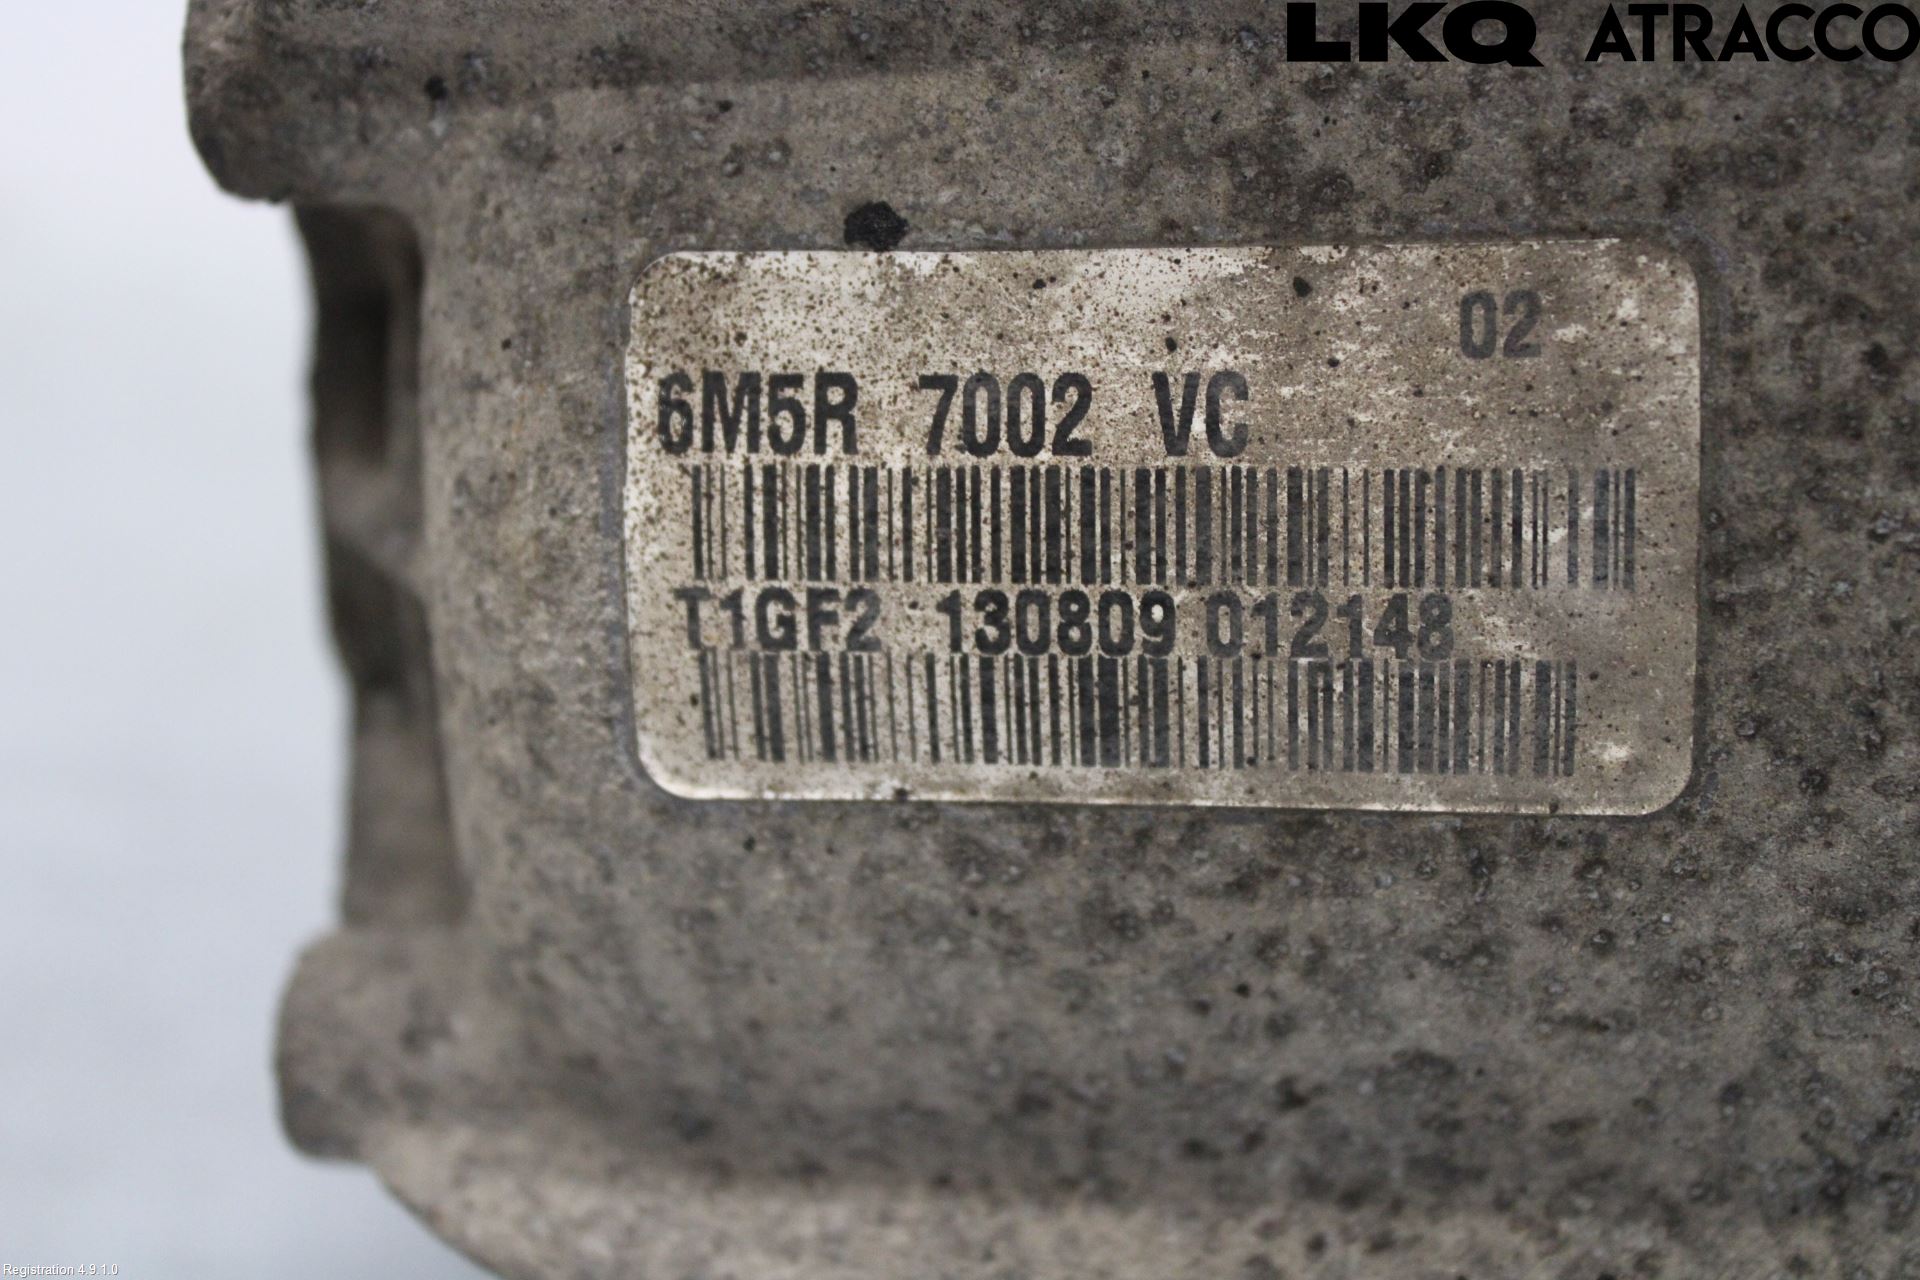 LKQ ATRACCO
02
6M5R 7002 VC
T1GF2 130809 012148
Registration 4.9.1.0